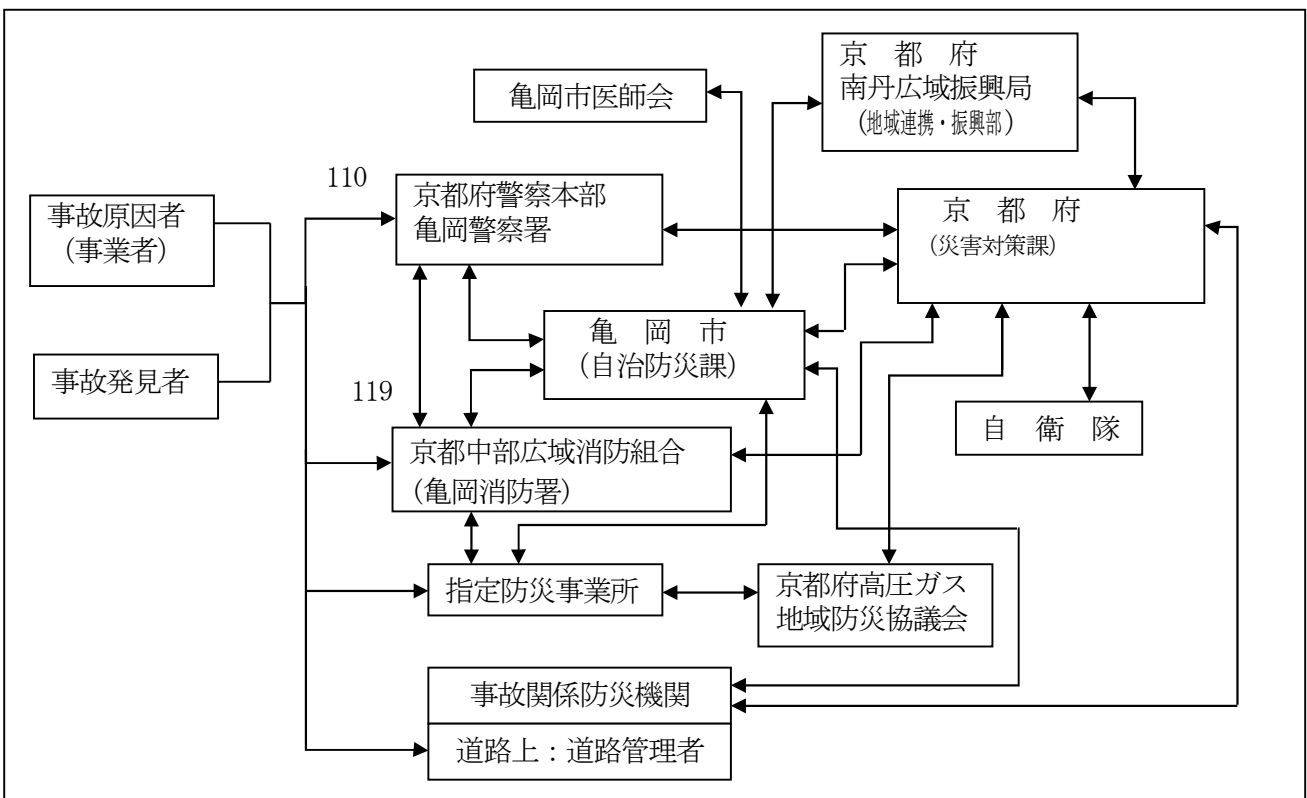 京 都 府
南丹広域振興局
（地域連携・振興部）
亀岡市医師会
110
京都府警察本部
亀岡警察署
事故原因者
（事業者）
京 都 府
（災害対策課）
亀 岡 市
（自治防災課）
事故発見者
119
自 衛 隊
京都中部広域消防組合
（亀岡消防署）
指定防災事業所
京都府高圧ガス
地域防災協議会
事故関係防災機関
道路上：道路管理者